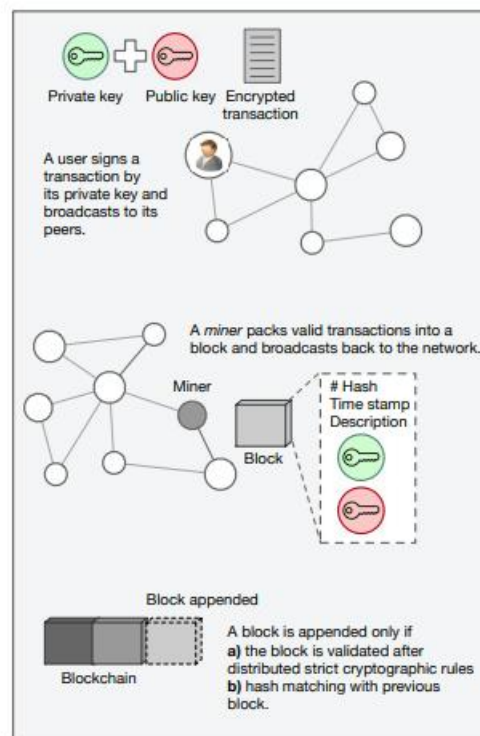 Private key
Public key
Encrypted
transaction
A user signs a
transaction by
its private key and
broadcasts to its
peers.
A miner packs valid transactions into a
block and broadcasts back to the network.
Miner
Block
# Hash
Time stamp
Description
Block appended
Blockchain
A block is appended only if
a) the block is validated after
distributed strict cryptographic rules
b) hash matching with previous
block.